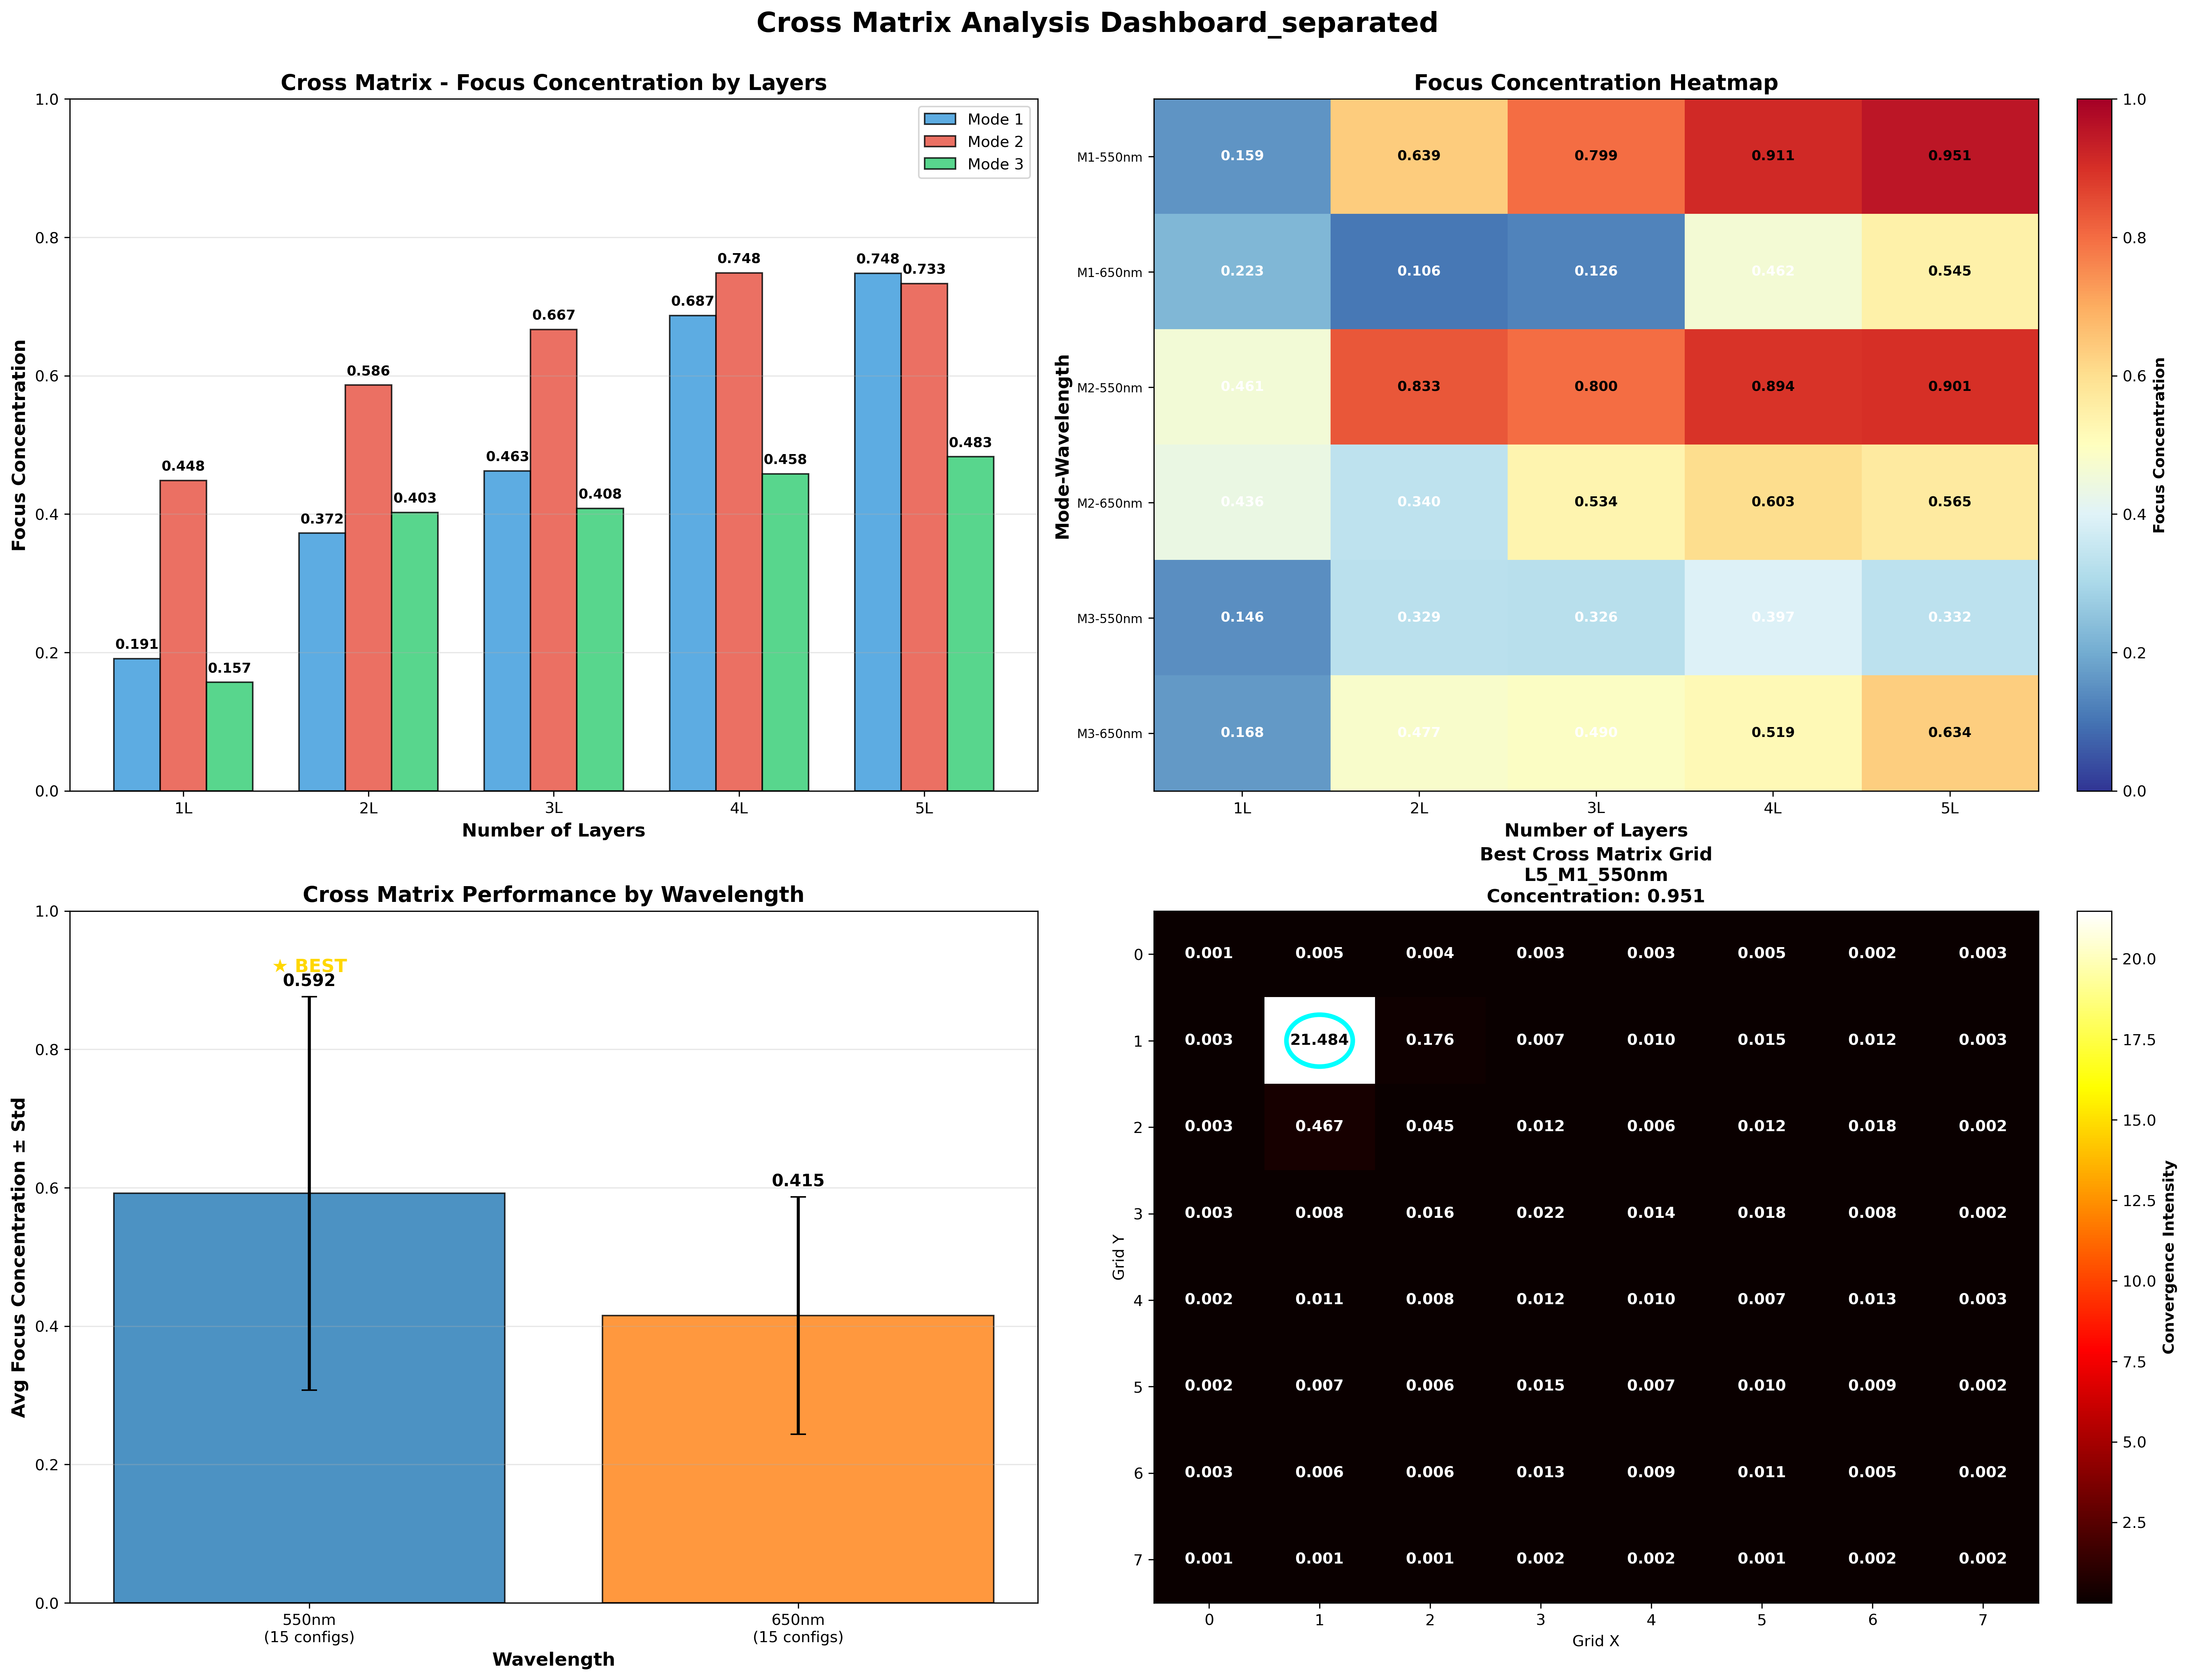 Cross Matrix Analysis Dashboard_separated
Cross Matrix - Focus Concentration by Layers
Focus Concentration
1.0
0.8
0.6
0.4
0.2
0.0
Mode 1
Mode 2
Mode 3
0.191
0.448
0.157
0.372
0.586
0.403
0.463
0.667
0.408
0.687
0.748
0.458
0.748
0.733
0.483
1L 2L 3L 4L 5L
Number of Layers
Focus Concentration Heatmap
Mode-Wavelength
M1-550nm 0.159 0.639 0.799 0.911 0.951
M1-650nm 0.223 0.106 0.126 0.462 0.545
M2-550nm 0.461 0.833 0.800 0.894 0.901
M2-650nm 0.436 0.340 0.534 0.603 0.565
M3-550nm 0.146 0.329 0.326 0.397 0.332
M3-650nm 0.168 0.477 0.490 0.519 0.634
1L 2L 3L 4L 5L
Number of Layers
1.0
0.8
0.6
0.4
0.2
0.0
Focus Concentration
Cross Matrix Performance by Wavelength
Avg Focus Concentration ± Std
1.0
0.8
0.6
0.4
0.2
0.0
★ BEST
0.592
0.415
550nm
(15 configs)
650nm
(15 configs)
Wavelength
Best Cross Matrix Grid
L5_M1_550nm
Concentration: 0.951
Grid Y
0 0.001 0.005 0.004 0.003 0.003 0.005 0.002 0.003
1 0.003 21.484 0.176 0.007 0.010 0.015 0.012 0.003
2 0.003 0.467 0.045 0.012 0.006 0.012 0.018 0.002
3 0.003 0.008 0.016 0.022 0.014 0.018 0.008 0.002
4 0.002 0.011 0.008 0.012 0.010 0.007 0.013 0.003
5 0.002 0.007 0.006 0.015 0.007 0.010 0.009 0.002
6 0.003 0.006 0.006 0.013 0.009 0.011 0.005 0.002
7 0.001 0.001 0.001 0.002 0.002 0.001 0.002 0.002
0 1 2 3 4 5 6 7
Grid X
20.0
17.5
15.0
12.5
10.0
7.5
5.0
2.5
Convergence Intensity